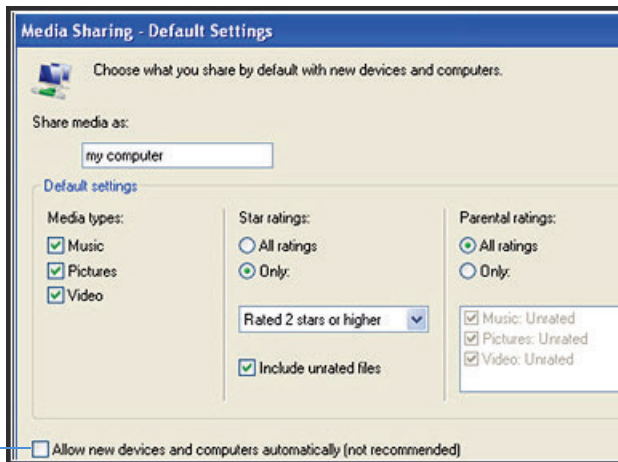 Media Sharing - Default Settings
Choose what you share by default with new devices and computers.
Share media as:
my computer
Default settings
Media types:
Music
Pictures
Video
Star ratings:
All ratings
Only:
Rated 2 stars or higher
Include unrated files
Parental ratings:
All ratings
Only:
Music: Unrated
Pictures: Unrated
Video: Unrated
Allow new devices and computers automatically (not recommended)